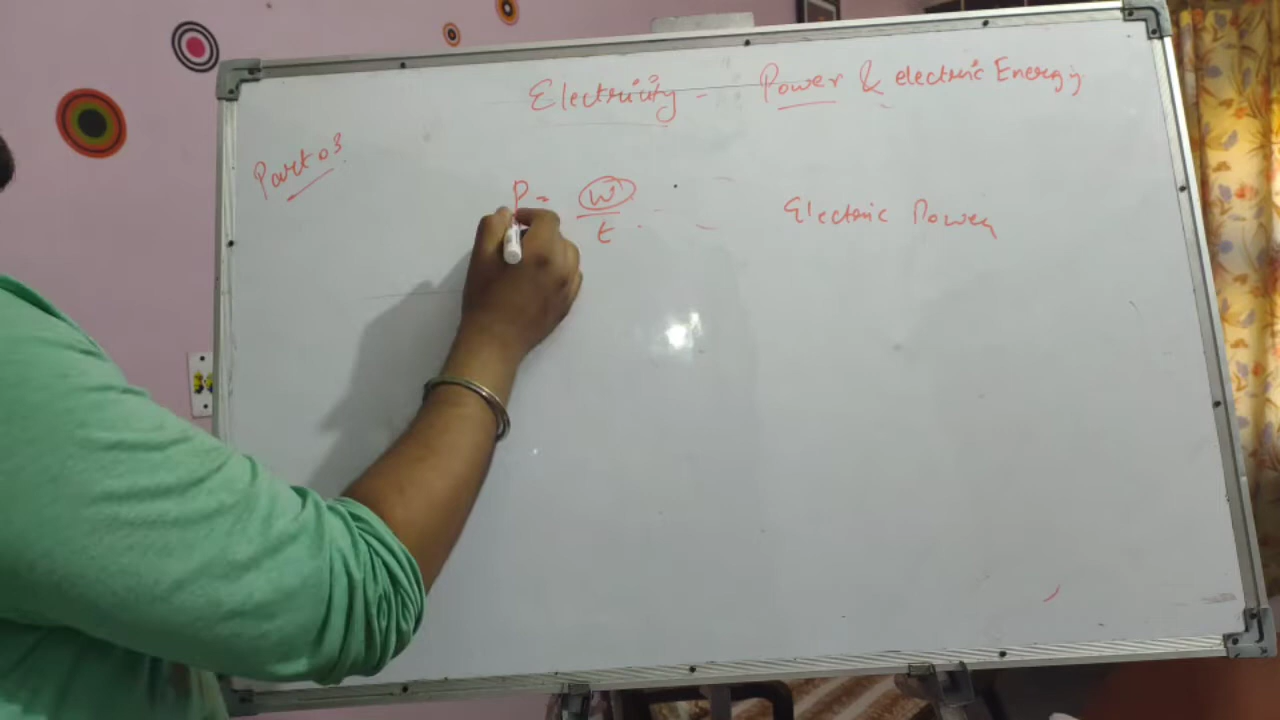 Electricity - Power & electric Energy
Part 03
P = W
t
Electric Power